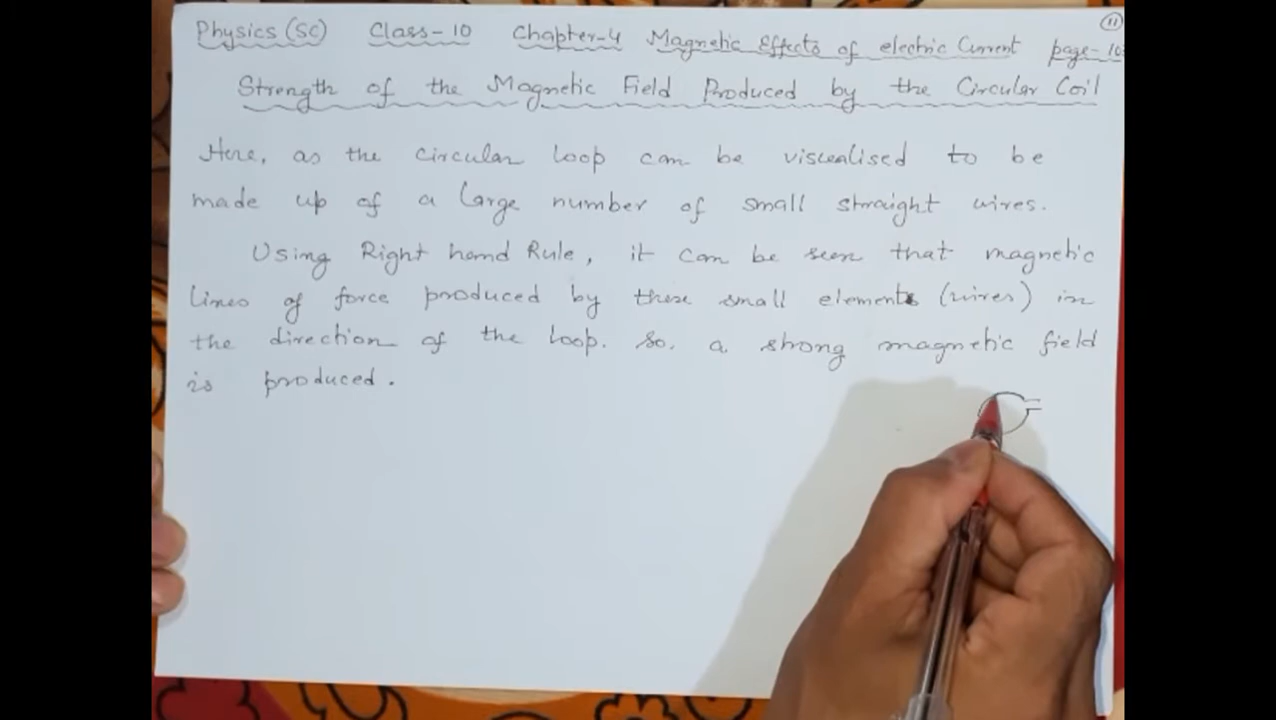 11
Physics (SC) Class-10 Chapter-4 Magnetic Effects of electric Current page-10
Strength of the Magnetic Field Produced by the Circular Coil
Here, as the circular loop can be visualised to be
made up of a large number of small straight wires.
Using Right hand Rule, it can be seen that magnetic
lines of force produced by these small elements (wires) in
the direction of the loop. So, a strong magnetic field
is produced.